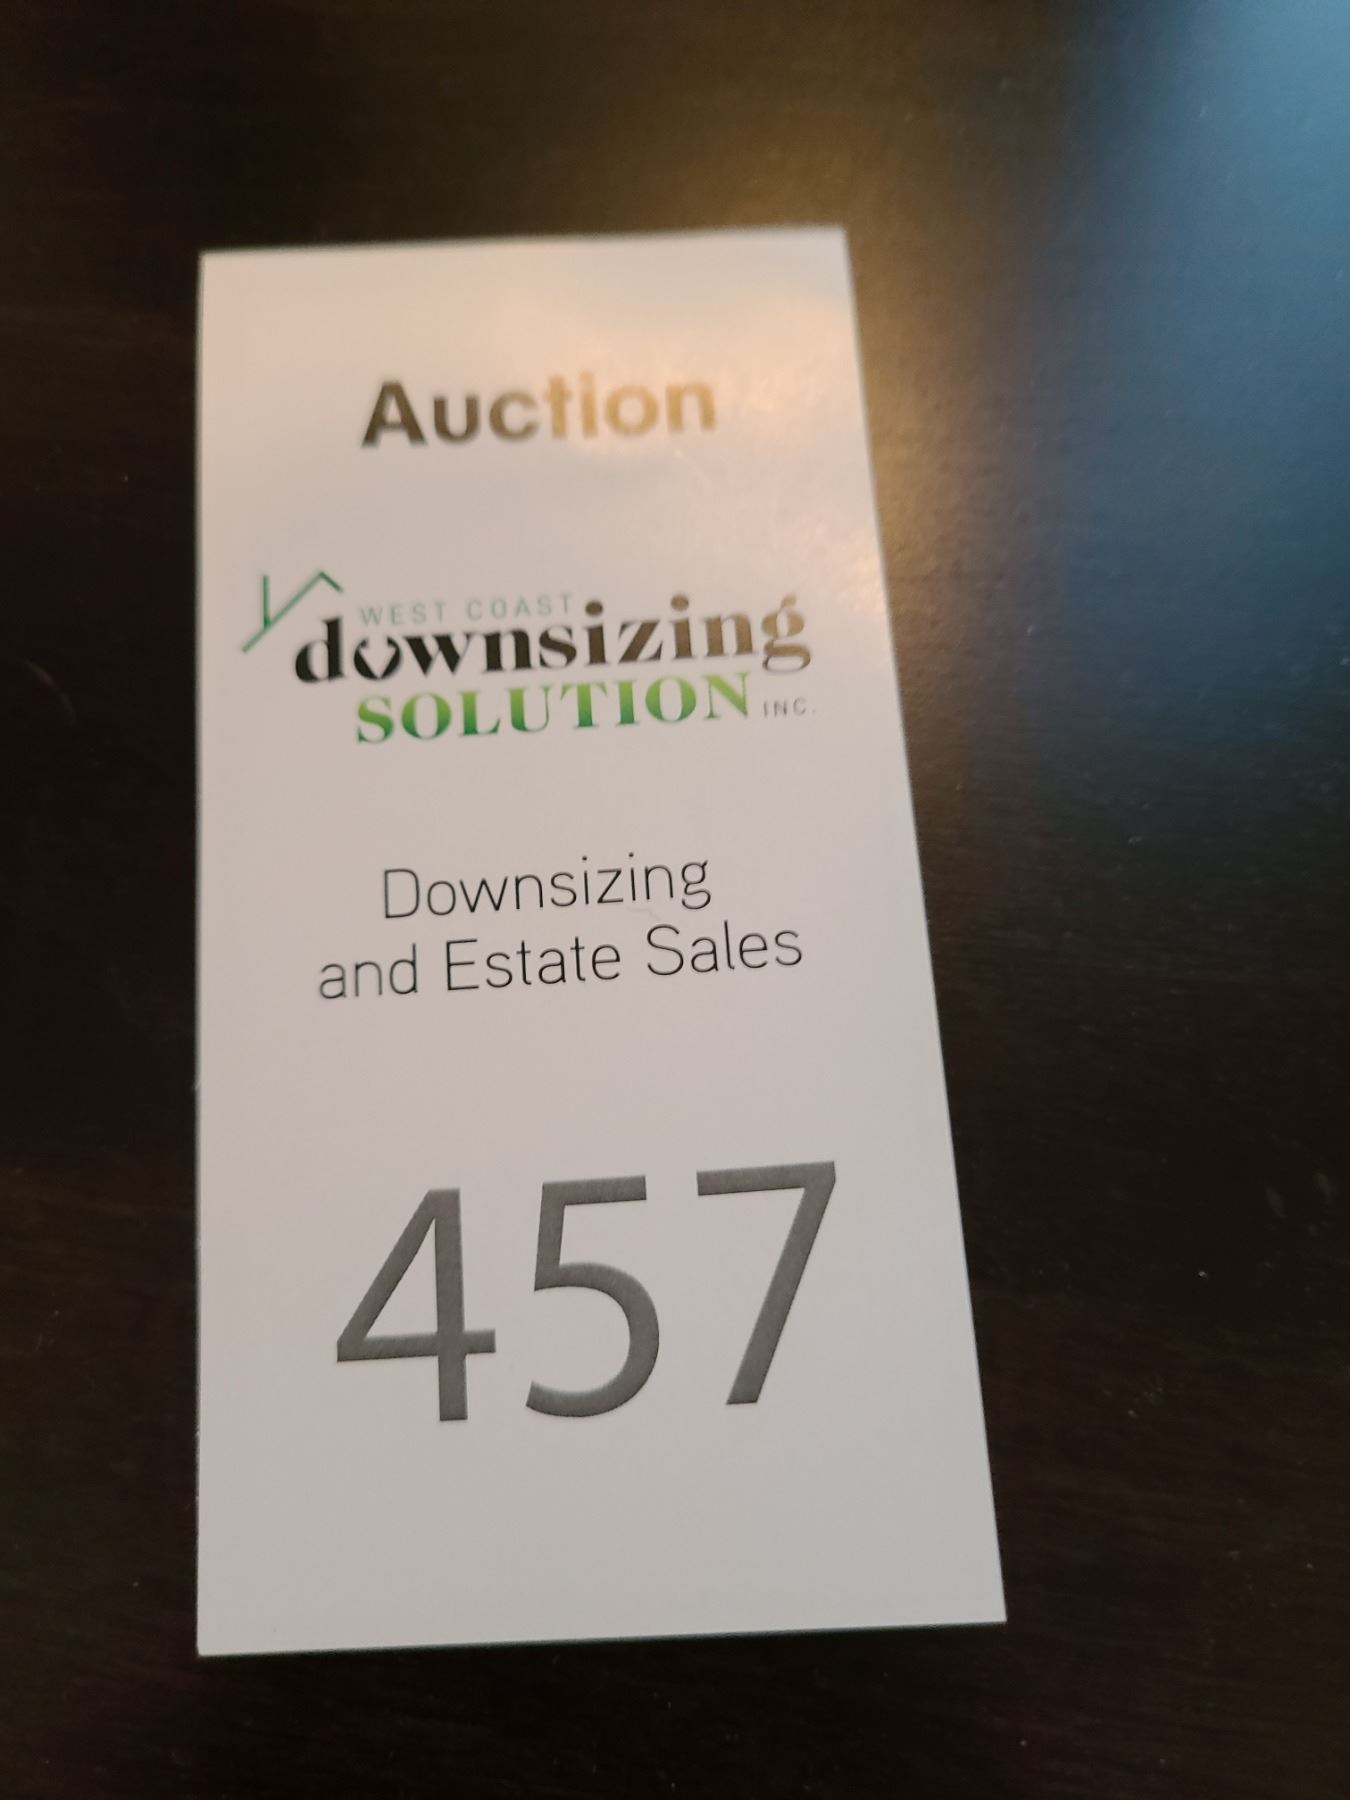 Auction
WEST COAST
downsizing
SOLUTION INC.
Downsizing
and Estate Sales
457